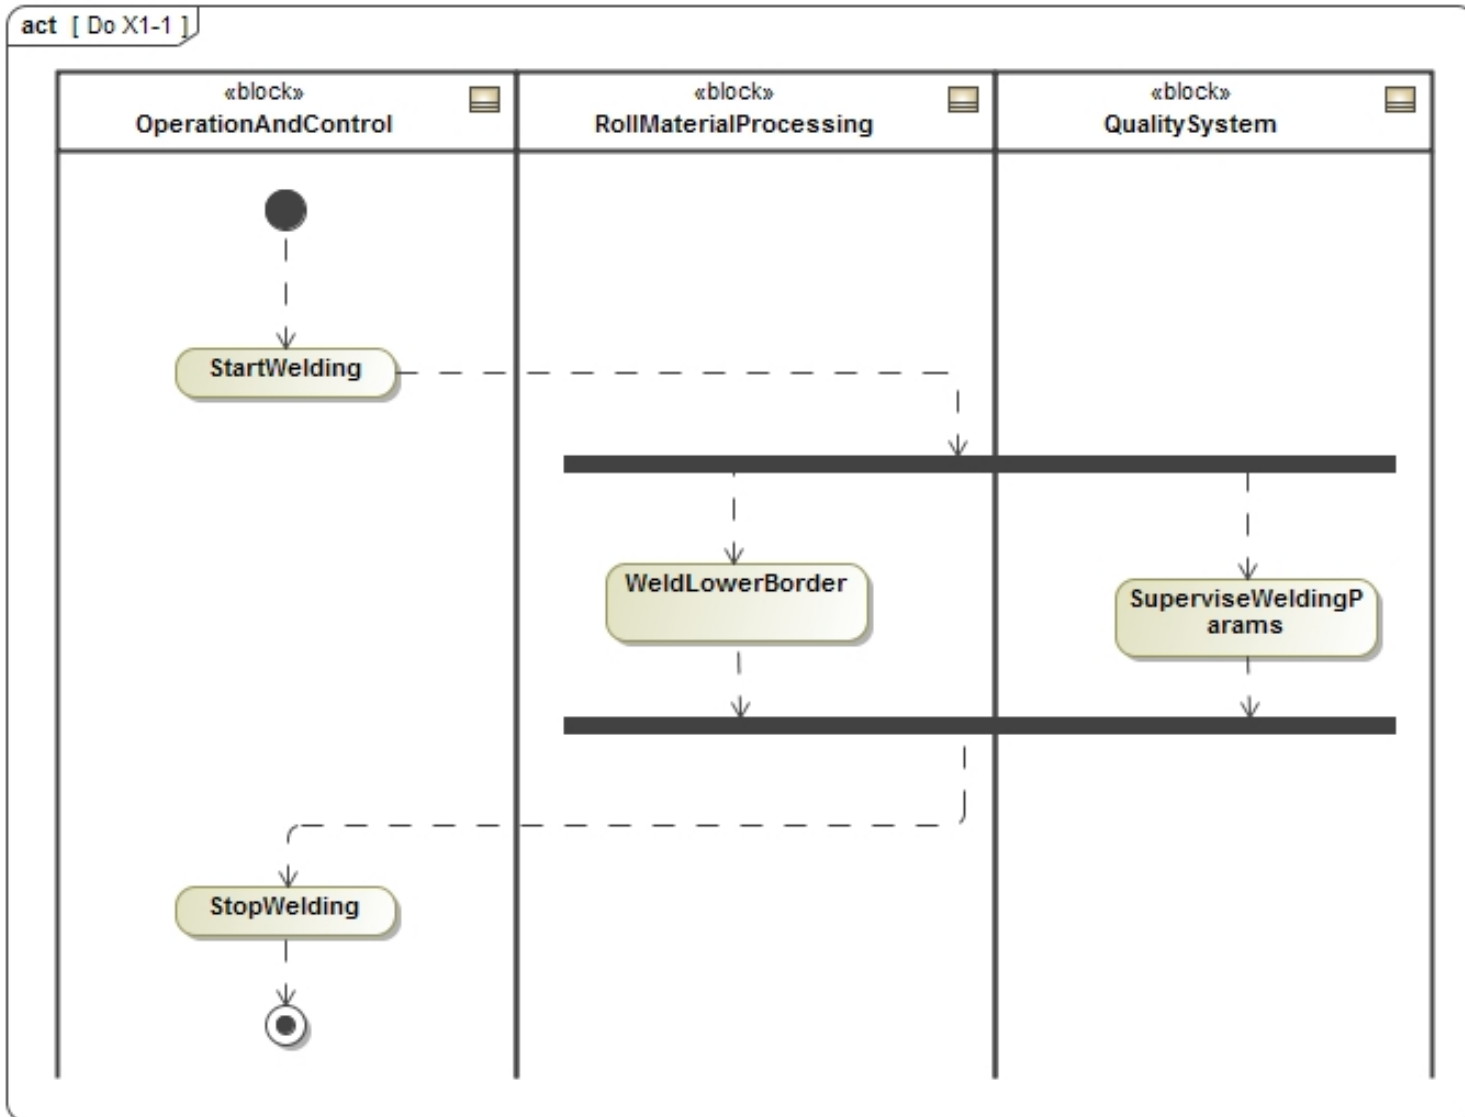 act [ Do X1-1 ]
«block»
OperationAndControl
«block»
RollMaterialProcessing
«block»
QualitySystem
StartWelding
WeldLowerBorder
SuperviseWeldingP
arams
StopWelding